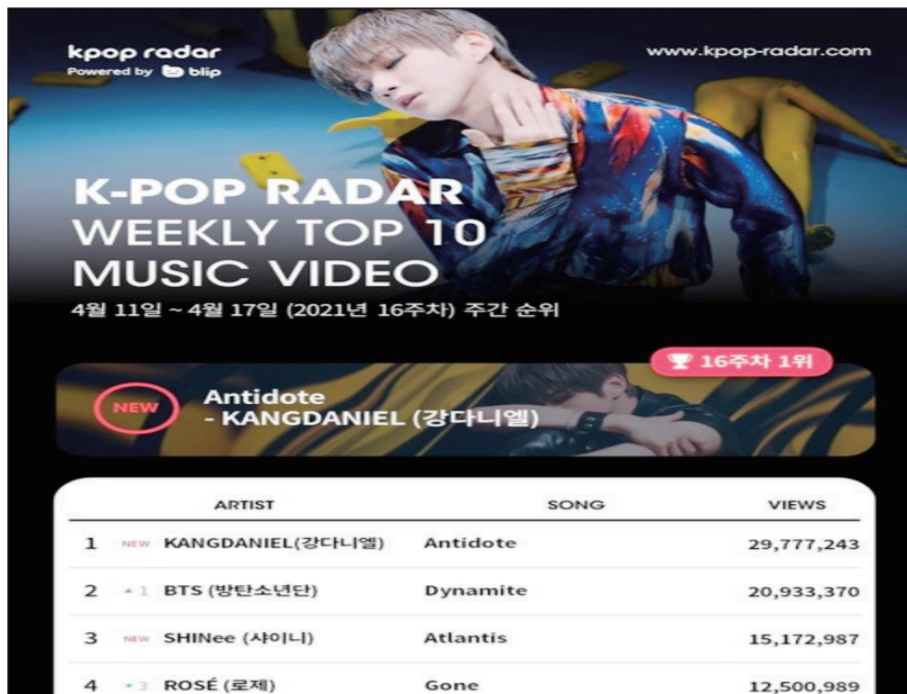 kpop radar
www.kpop-radar.com
Powered by blip
K-POP RADAR
WEEKLY TOP 10
MUSIC VIDEO
4월 11일 ~ 4월 17일 (2021년 16주차) 주간 순위
16주차 1위
NEW
Antidote
- KANGDANIEL (강다니엘)
ARTIST SONG VIEWS
1 NEW KANGDANIEL(강다니엘) Antidote 29,777,243
2 ▲ 1 BTS (방탄소년단) Dynamite 20,933,370
3 NEW SHINee (샤이니) Atlantis 15,172,987
4 ▼ 3 ROSÉ (로제) Gone 12,500,989